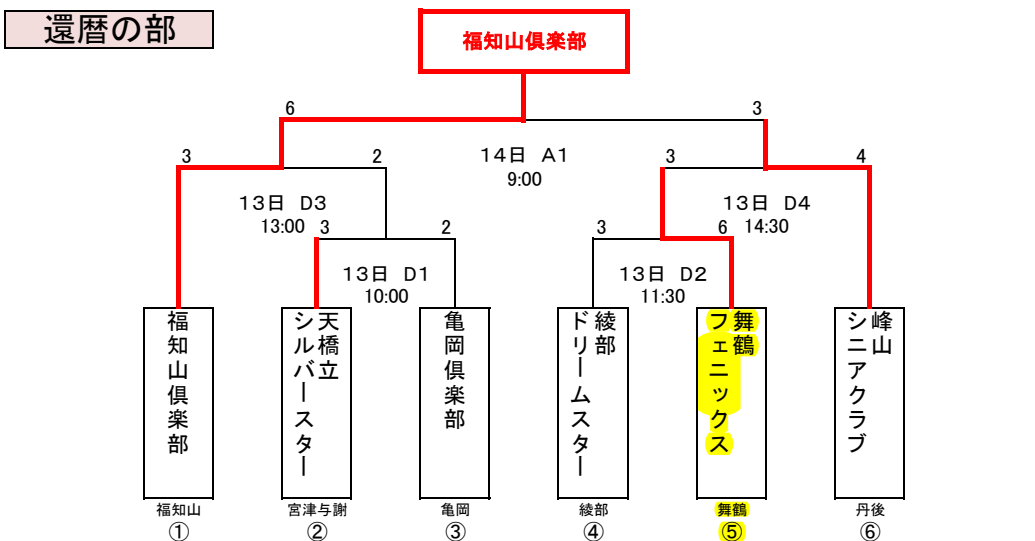 還暦の部
福知山倶楽部
6
3
14日 A1
9:00
3
2
3
4
13日 D3
13:00
13日 D4
14:30
3
2
3
6
13日 D1
10:00
13日 D2
11:30
福知山倶楽部
天橋立
シルバースター
亀岡倶楽部
綾部
ドリームスター
舞鶴
フェニックス
峰山
シニアクラブ
福知山
宮津与謝
亀岡
綾部
舞鶴
丹後
①
②
③
④
⑤
⑥